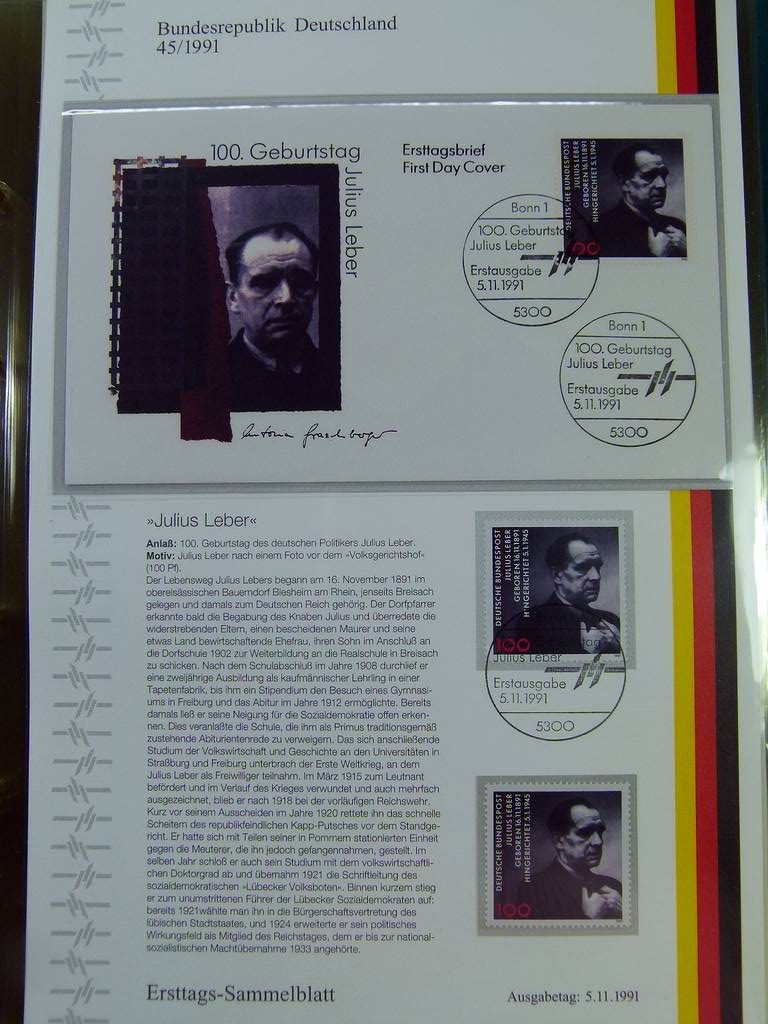 Bundesrepublik Deutschland
45/1991
100. Geburtstag
Julius Leber
Ersttagsbrief
First Day Cover
DEUTSCHE BUNDESPOST
JULIUS LEBER
GEBOREN 16.11.1891
HINGERICHTET 5.1.1945
100
Bonn 1
100. Geburtstag
Julius Leber
Erstausgabe
5.11.1991
5300
Bonn 1
100. Geburtstag
Julius Leber
Erstausgabe
5.11.1991
5300
»Julius Leber«
Anlaß: 100. Geburtstag des deutschen Politikers Julius Leber.
Motiv: Julius Leber nach einem Foto vor dem »Volksgerichtshof«
(100 Pf).
Der Lebensweg Julius Lebers begann am 16. November 1891 im
oberelsässischen Bauerndorf Biesheim am Rhein, jenseits Breisach
gelegen und damals zum Deutschen Reich gehörig. Der Dorfpfarrer
erkannte bald die Begabung des Knaben Julius und überredete die
widerstrebenden Eltern, einen bescheidenen Maurer und seine
etwas Land bewirtschaftende Ehefrau, ihren Sohn im Anschluß an
die Dorfschule 1902 zur Weiterbildung an die Realschule in Breisach
zu schicken. Nach dem Schulabschluß im Jahre 1908 durchlief er
eine zweijährige Ausbildung als kaufmännischer Lehrling in einer
Tapetenfabrik, bis ihm ein Stipendium den Besuch eines Gymnasi-
ums in Freiburg und das Abitur im Jahre 1912 ermöglichte. Bereits
damals ließ er seine Neigung für die Sozialdemokratie offen erken-
nen. Dies veranlaßte die Schule, die ihm als Primus traditionsgemäß
zustehende Abiturientenrede zu verweigern. Das sich anschließende
Studium der Volkswirtschaft und Geschichte an den Universitäten in
Straßburg und Freiburg unterbrach der Erste Weltkrieg, an dem
Julius Leber als Freiwilliger teilnahm. Im März 1915 zum Leutnant
befördert und im Verlauf des Krieges verwundet und auch mehrfach
ausgezeichnet, blieb er nach 1918 bei der vorläufigen Reichswehr.
Kurz vor seinem Ausscheiden im Jahre 1920 rettete ihn das schnelle
Scheitern des republikfeindlichen Kapp-Putsches vor dem Standge-
richt. Er hatte sich mit Teilen seiner in Pommern stationierten Einheit
gegen die Meuterer, die ihn jedoch gefangennahmen, gestellt. Im
selben Jahr schloß er auch sein Studium mit dem volkswirtschaftli-
chen Doktorgrad ab und übernahm 1921 die Schriftleitung des
sozialdemokratischen »Lübecker Volksboten«. Binnen kurzem stieg
er zum unumstrittenen Führer der Lübecker Sozialdemokraten auf:
bereits 1921 wählte man ihn in die Bürgerschaftsvertretung des
lübischen Stadtstaates, und 1924 erweiterte er sein politisches
Wirkungsfeld als Mitglied des Reichstages, dem er bis zur national-
sozialistischen Machtübernahme 1933 angehörte.
DEUTSCHE BUNDESPOST
JULIUS LEBER
GEBOREN 16.11.1891
HINGERICHTET 5.1.1945
100
Julius Leber
Erstausgabe
5.11.1991
5300
DEUTSCHE BUNDESPOST
JULIUS LEBER
GEBOREN 16.11.1891
HINGERICHTET 5.1.1945
100
Ersttags-Sammelblatt
Ausgabetag: 5.11.1991